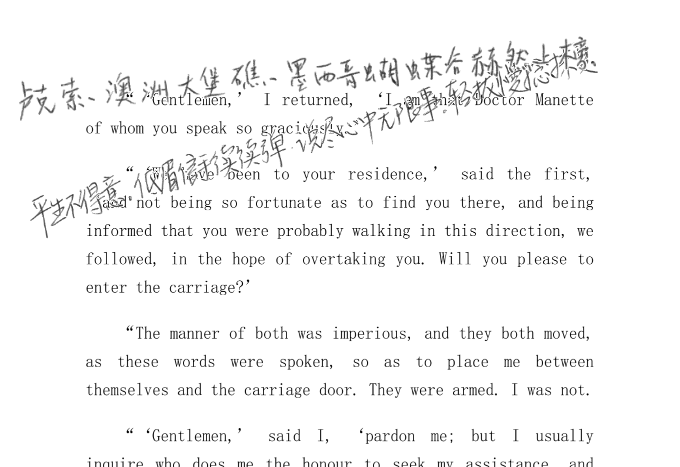 卢克索、澳洲大堡礁、墨西哥蝴蝶谷赫然占
“ ‘Gentlemen,’ I returned, ‘I am that Doctor Manette
of whom you speak so graciously.
平生不得意。低眉信手续续弹,说尽心中无限事。轻拢慢捻抹复
“ ‘We have been to your residence,’ said the first,
‘and not being so fortunate as to find you there, and being
informed that you were probably walking in this direction, we
followed, in the hope of overtaking you. Will you please to
enter the carriage?’
“The manner of both was imperious, and they both moved,
as these words were spoken, so as to place me between
themselves and the carriage door. They were armed. I was not.
“ ‘Gentlemen,’ said I, ‘pardon me; but I usually
inquire who does me the honour to seek my assistance, and